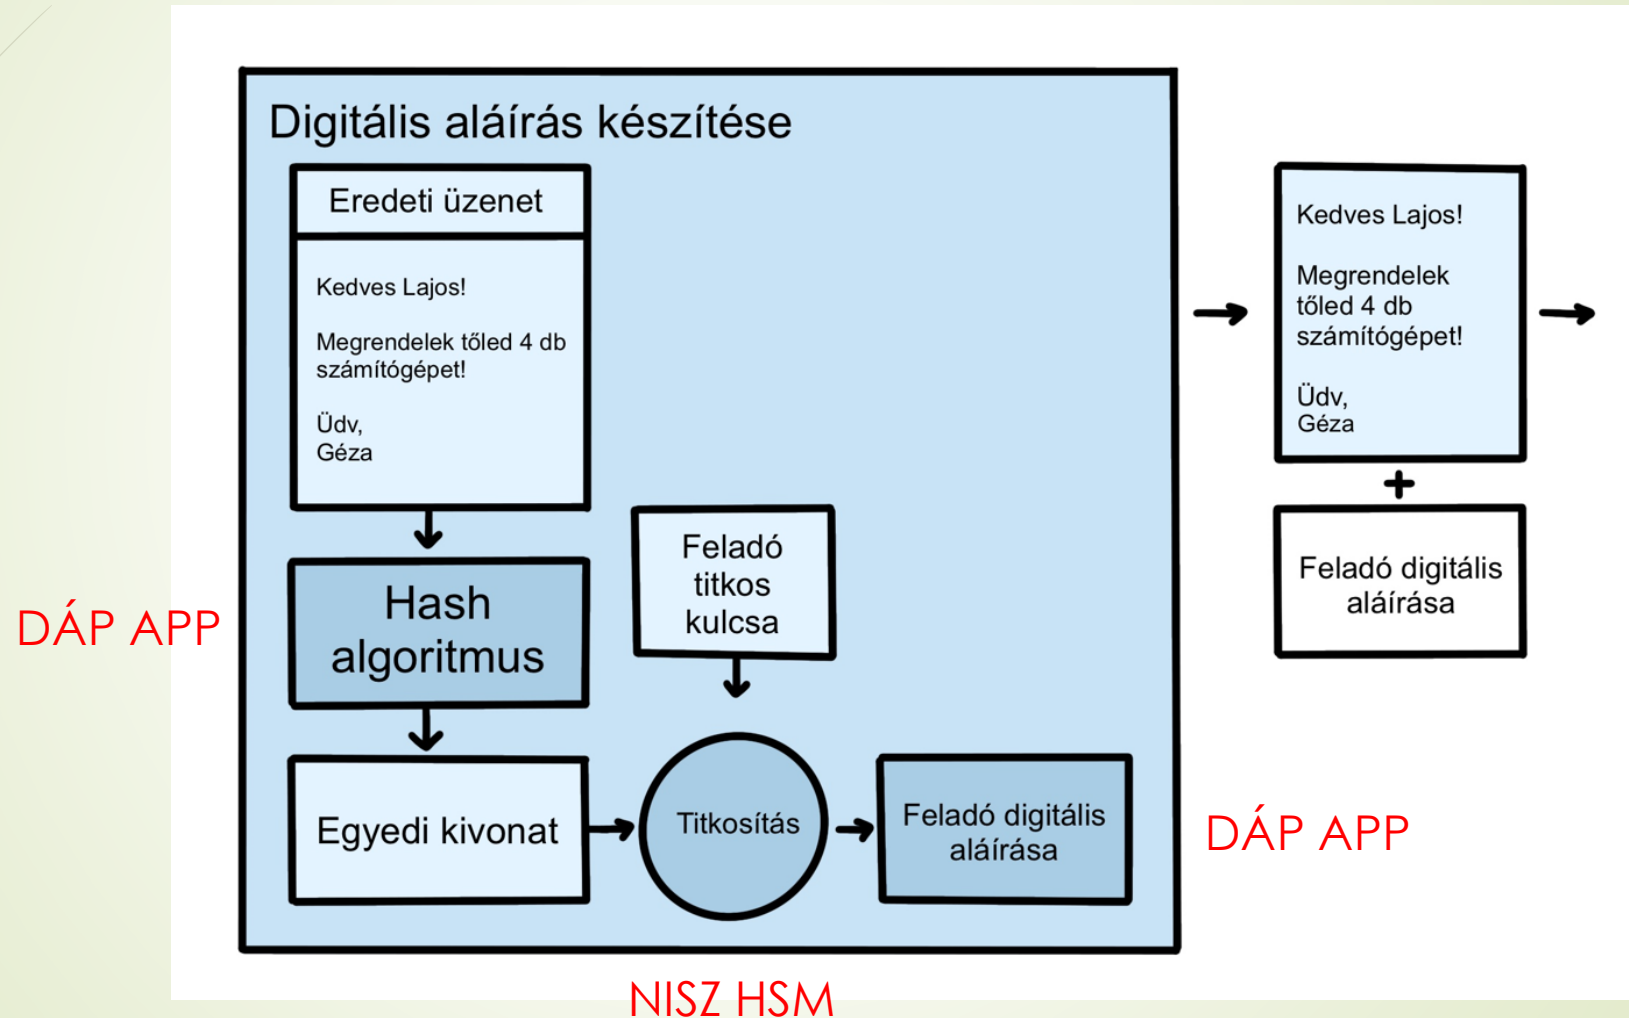 Digitális aláírás készítése
Eredeti üzenet
Kedves Lajos!
Megrendelek tőled 4 db
számítógépet!
Üdv,
Géza
Hash
algoritmus
Egyedi kivonat
Feladó
titkos
kulcsa
Titkosítás
Feladó digitális
aláírása
Kedves Lajos!
Megrendelek
tőled 4 db
számítógépet!
Üdv,
Géza
+
Feladó digitális
aláírása
DÁP APP
DÁP APP
NISZ HSM